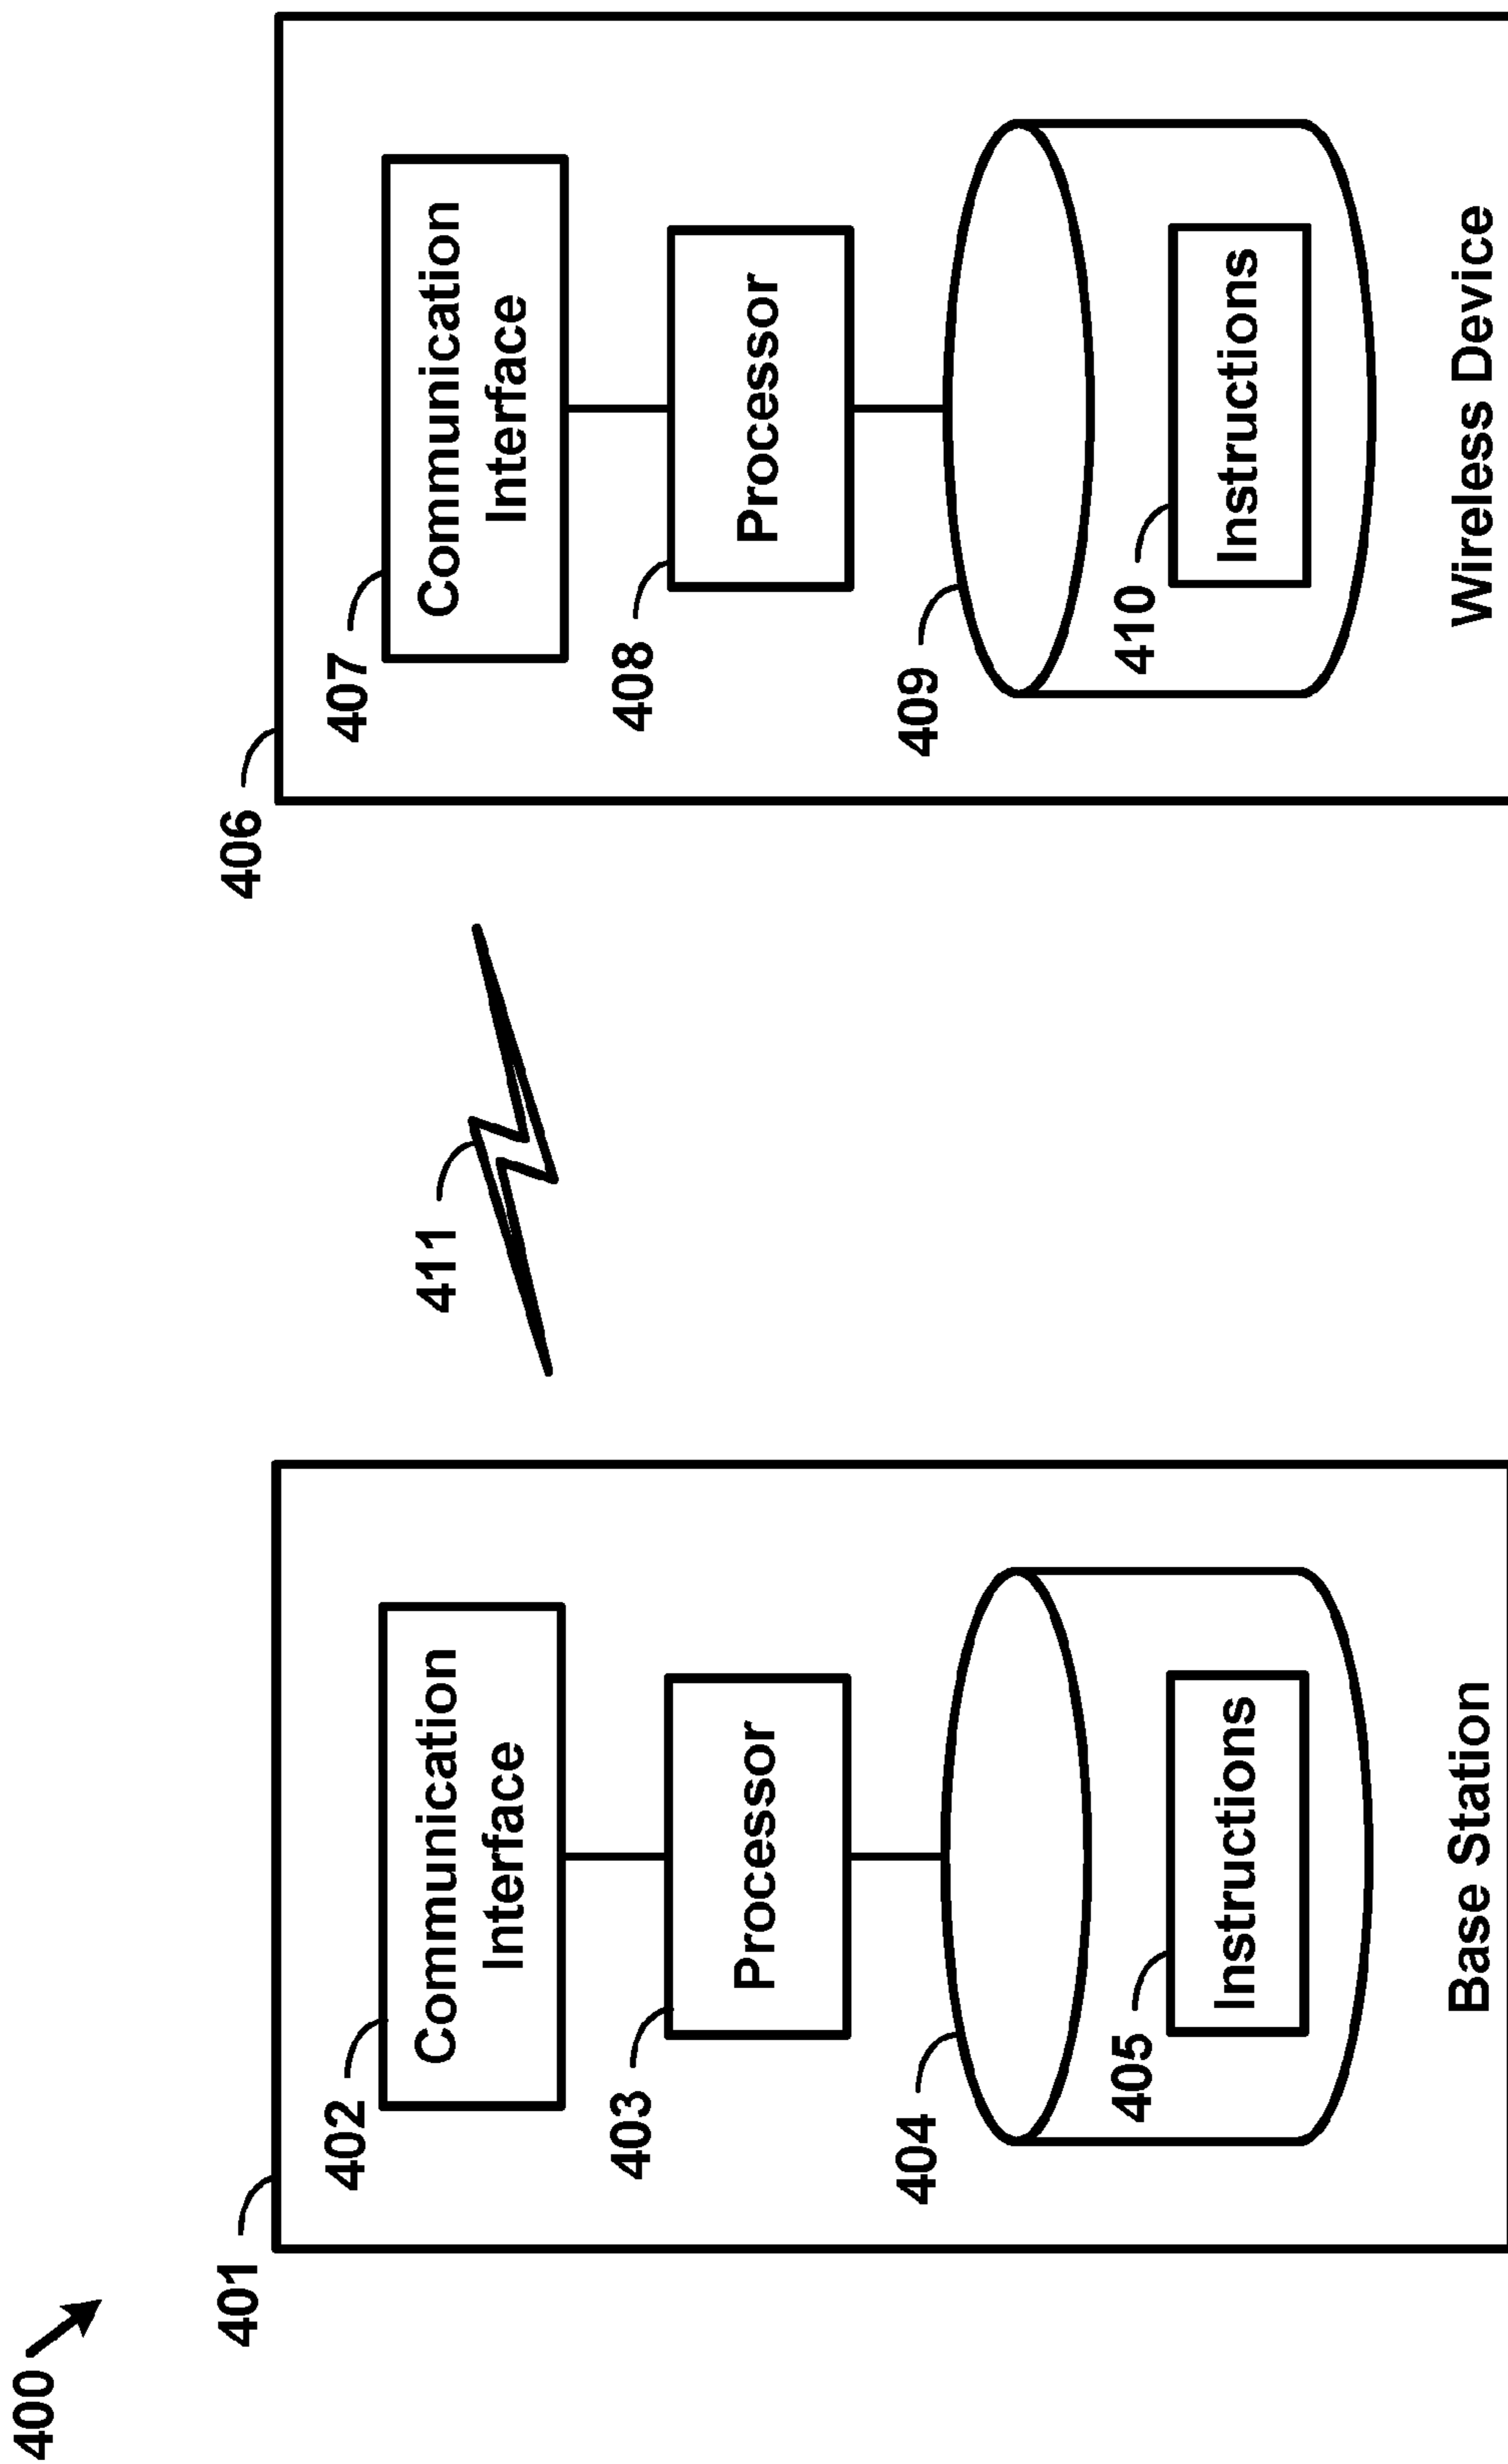 400
401
402
Communication
Interface
403
Processor
404
405
Instructions
Base Station
411
406
407
Communication
Interface
408
Processor
409
410
Instructions
Wireless Device